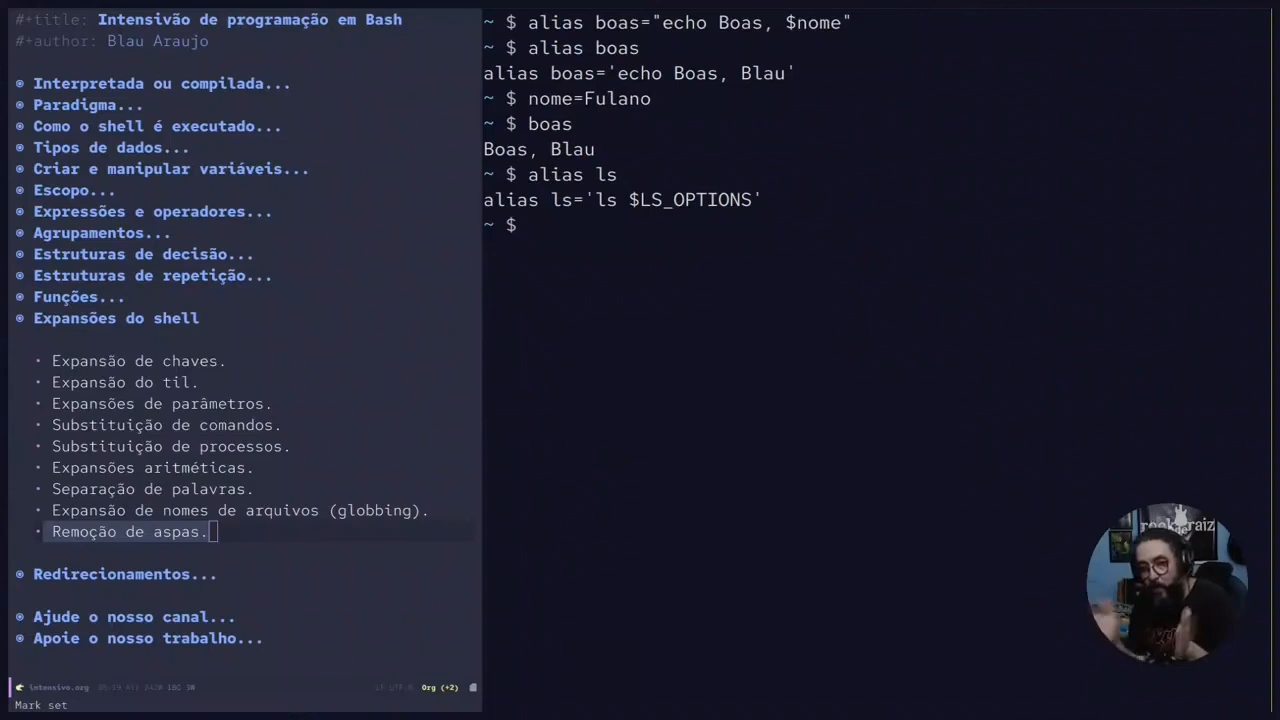 #+title: Intensivão de programação em Bash
#+author: Blau Araujo
Interpretada ou compilada...
Paradigma...
Como o shell é executado...
Tipos de dados...
Criar e manipular variáveis...
Escopo...
Expressões e operadores...
Agrupamentos...
Estruturas de decisão...
Estruturas de repetição...
Funções...
Expansões do shell
• Expansão de chaves.
• Expansão do til.
• Expansões de parâmetros.
• Substituição de comandos.
• Substituição de processos.
• Expansões aritméticas.
• Separação de palavras.
• Expansão de nomes de arquivos (globbing).
• Remoção de aspas.
Redirecionamentos...
Ajude o nosso canal...
Apoie o nosso trabalho...
intensivo.org
Org (+2)
Mark set
~ $ alias boas="echo Boas, $nome"
~ $ alias boas
alias boas='echo Boas, Blau'
~ $ nome=Fulano
~ $ boas
Boas, Blau
~ $ alias ls
alias ls='ls $LS_OPTIONS'
~ $